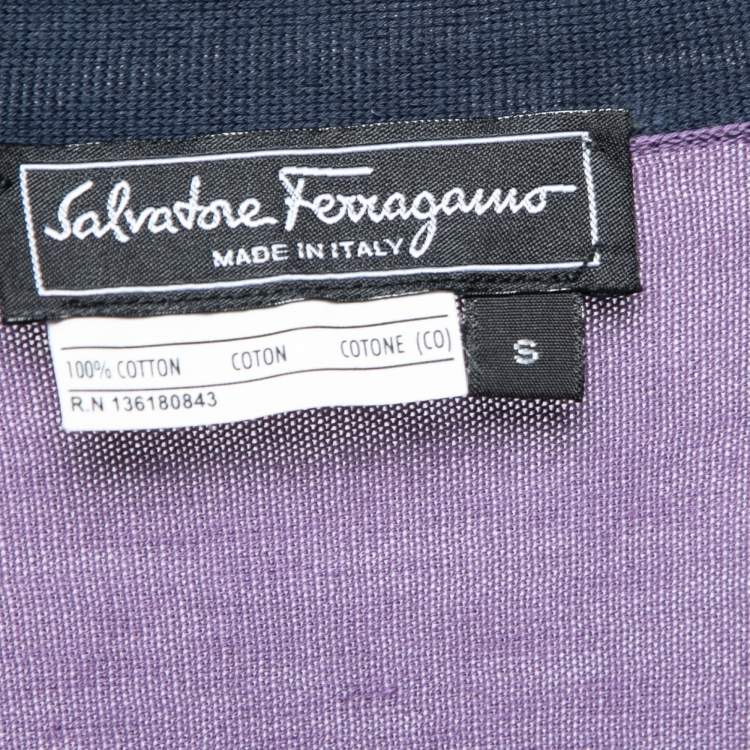 Salvatore Ferragamo
MADE IN ITALY
100% COTTON COTON COTONE (CO)
R.N 136180843
S